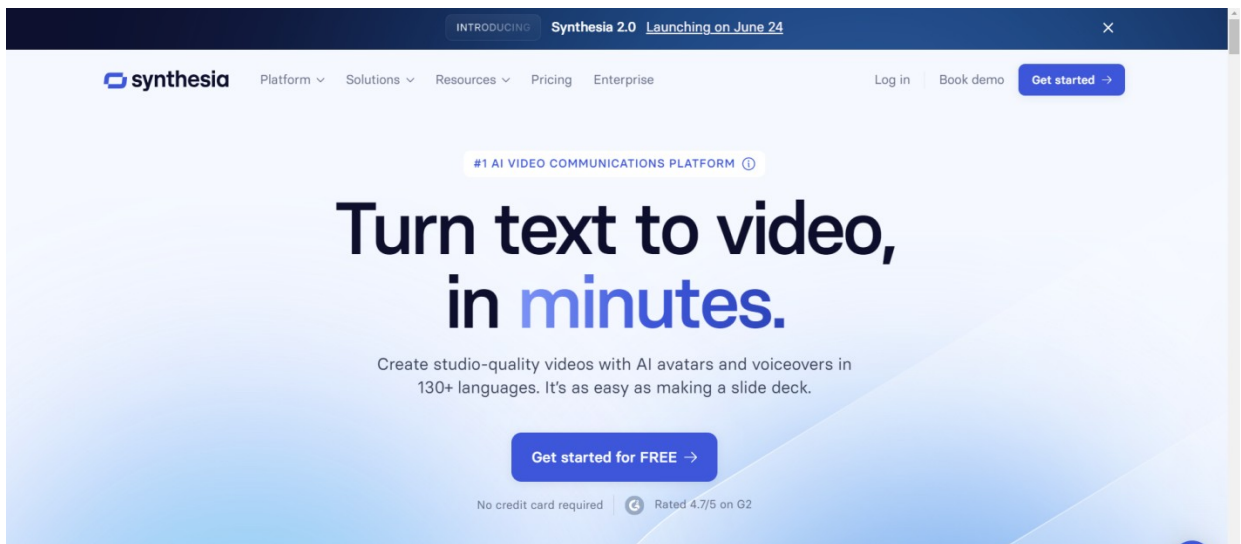 INTRODUCING Synthesia 2.0 Launching on June 24
synthesia Platform Solutions Resources Pricing Enterprise Log in Book demo Get started →
#1 AI VIDEO COMMUNICATIONS PLATFORM
Turn text to video,
in minutes.
Create studio-quality videos with AI avatars and voiceovers in
130+ languages. It's as easy as making a slide deck.
Get started for FREE →
No credit card required Rated 4.7/5 on G2